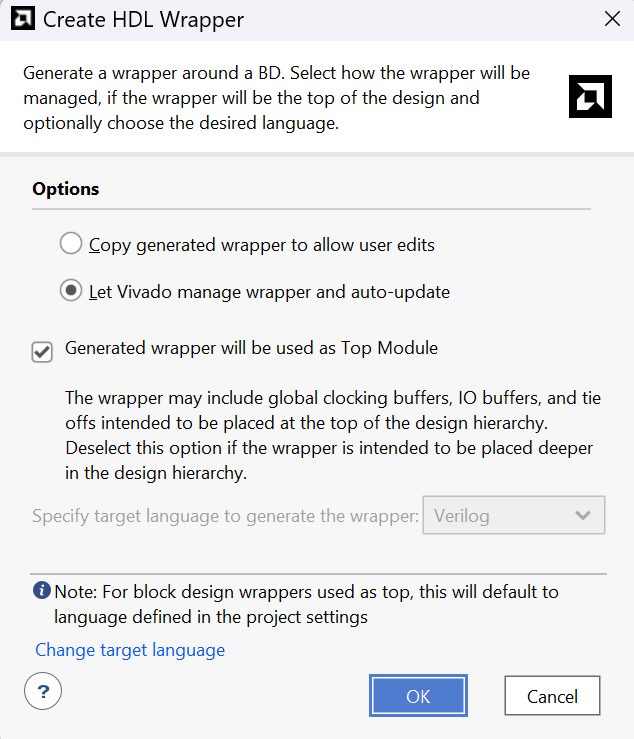 Create HDL Wrapper
Generate a wrapper around a BD. Select how the wrapper will be
managed, if the wrapper will be the top of the design and
optionally choose the desired language.
Options
Copy generated wrapper to allow user edits
Let Vivado manage wrapper and auto-update
Generated wrapper will be used as Top Module
The wrapper may include global clocking buffers, IO buffers, and tie
offs intended to be placed at the top of the design hierarchy.
Deselect this option if the wrapper is intended to be placed deeper
in the design hierarchy.
Specify target language to generate the wrapper: Verilog
Note: For block design wrappers used as top, this will default to
language defined in the project settings
Change target language
? OK Cancel